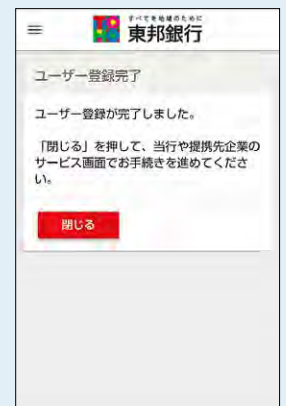 すべてを地域のために
東邦銀行
ユーザー登録完了
ユーザー登録が完了しました。
「閉じる」を押して、当行や提携先企業の
サービス画面でお手続きを進めてくださ
い。
閉じる